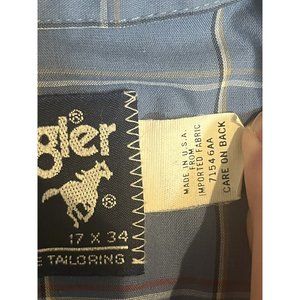 gler
®
®
17 X 34
E TAILORING
MADE IN U.S.A.
FROM
IMPORTED FABRIC
71546AA
CARE ON BACK